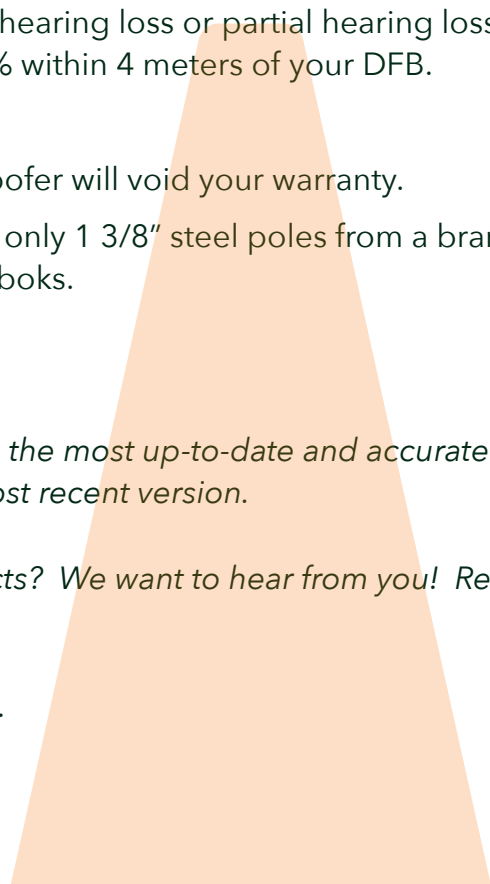 hearing loss or partial hearing loss
% within 4 meters of your DFB.
oofer will void your warranty.
only 1 3/8” steel poles from a bran
boks.
the most up-to-date and accurate
ost recent version.
cts?  We want to hear from you!  Re
.